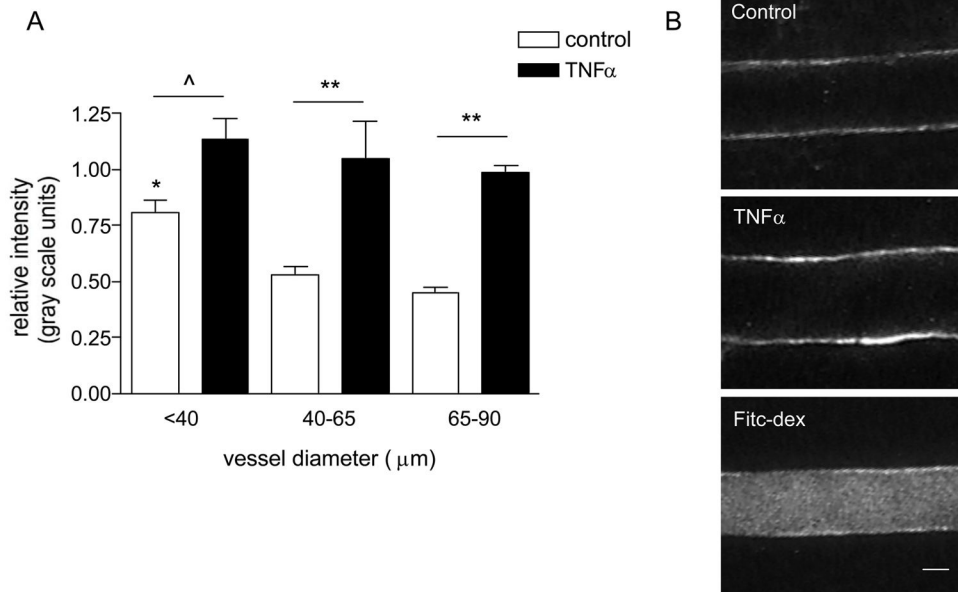 A
control
TNFα
^
**
**
*
1.25
1.00
0.75
0.50
0.25
0.00
relative intensity
(gray scale units)
<40
40-65
65-90
vessel diameter ( μm)
B
Control
TNFα
Fitc-dex